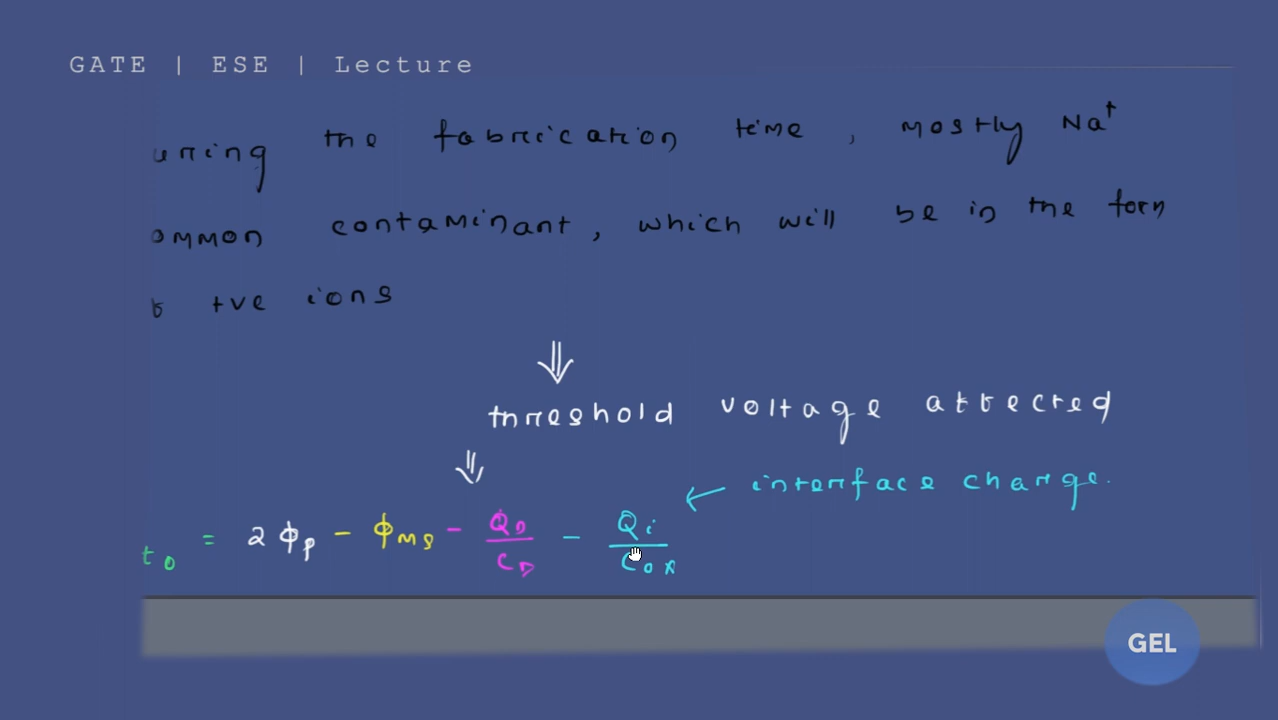 GATE | ESE | Lecture
uring the fabrication time, mostly Na⁺
ommon contaminant, which will be in the form
+ve ions
⇓
threshold voltage affected
⇓
← interface charge.
t₀ = 2ϕp - ϕMS - QD/CD - Qi/Cox
GEL